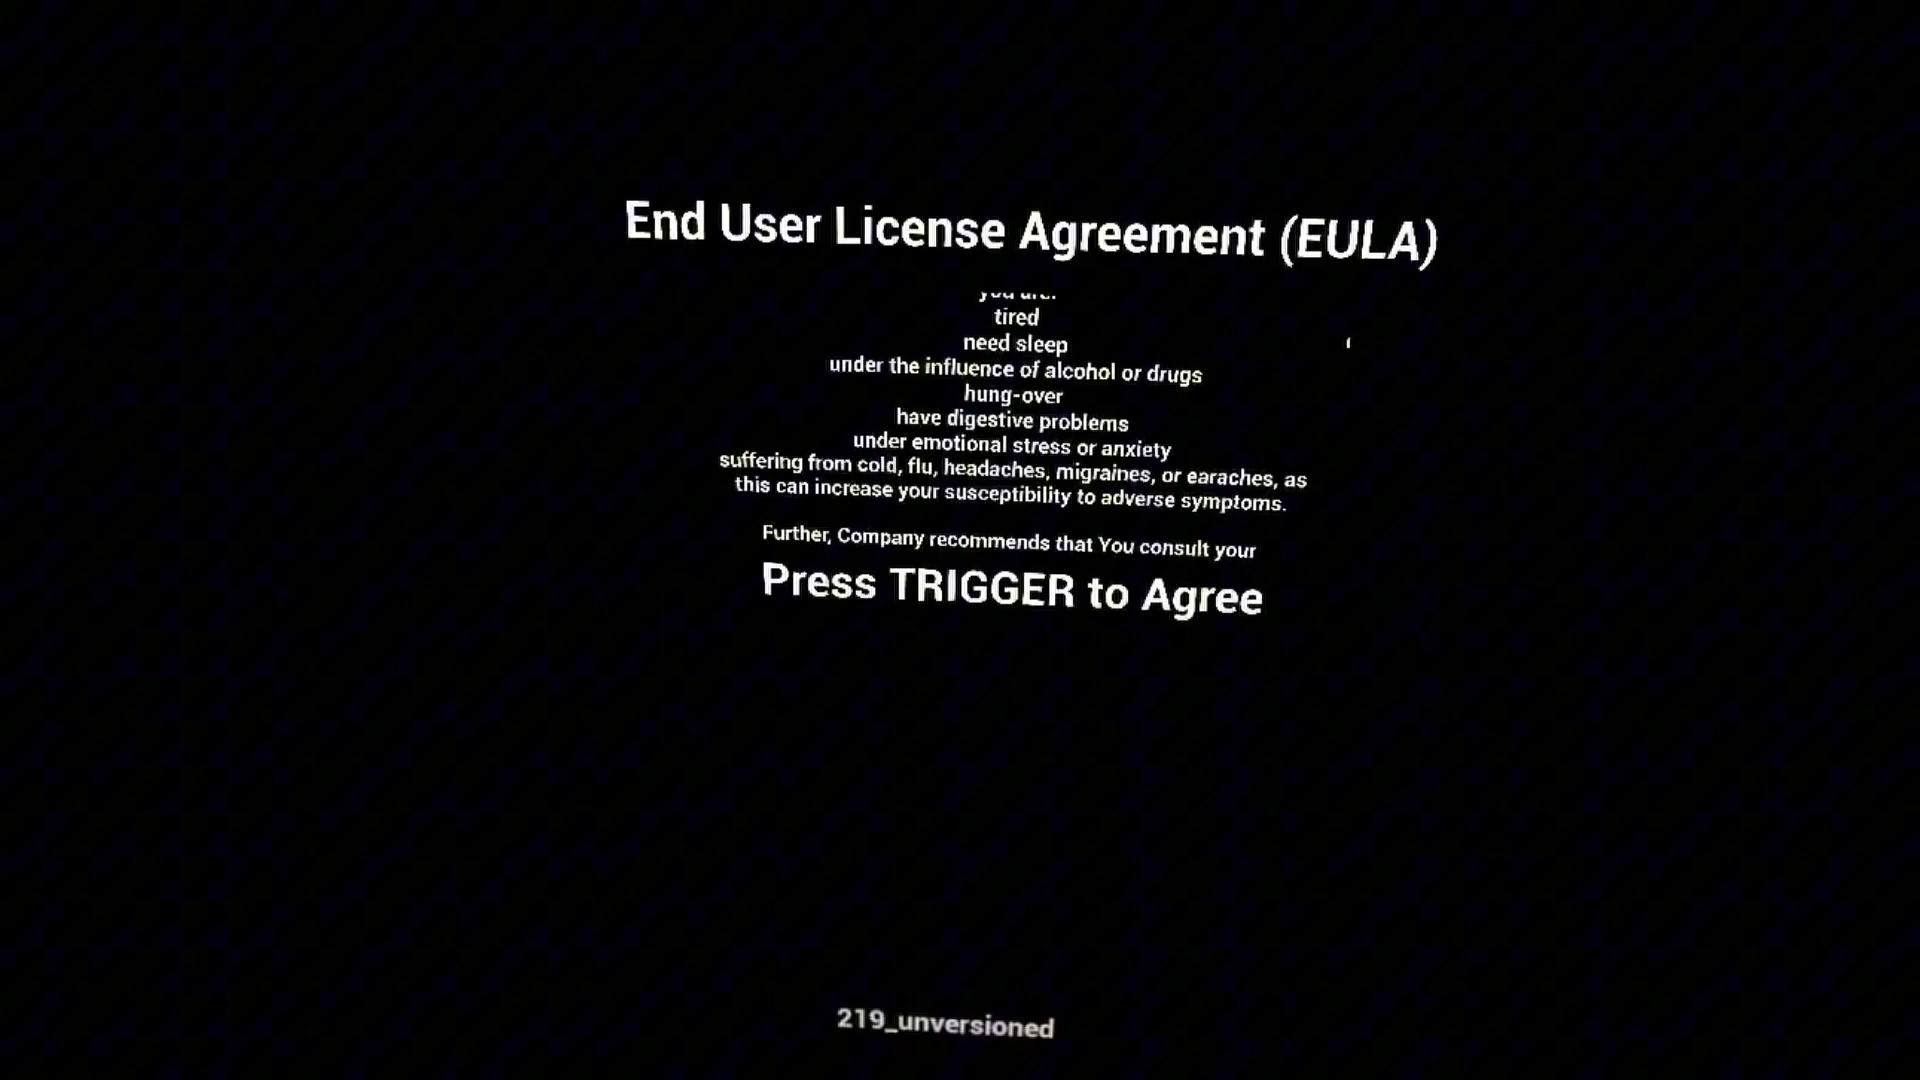 End User License Agreement (EULA)
you are:
tired
need sleep
under the influence of alcohol or drugs
hung-over
have digestive problems
under emotional stress or anxiety
suffering from cold, flu, headaches, migraines, or earaches, as
this can increase your susceptibility to adverse symptoms.
Further, Company recommends that You consult your
Press TRIGGER to Agree
219_unversioned